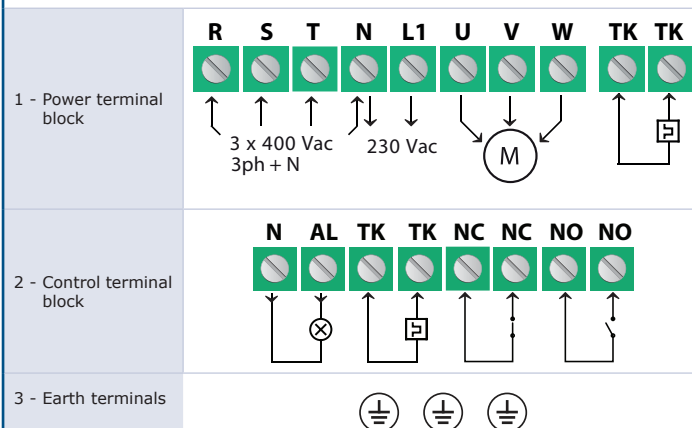 R S T N L1 U V W TK TK
1 - Power terminal
block
3 x 400 Vac
3ph + N
230 Vac
M
N AL TK TK NC NC NO NO
2 - Control terminal
block
3 - Earth terminals